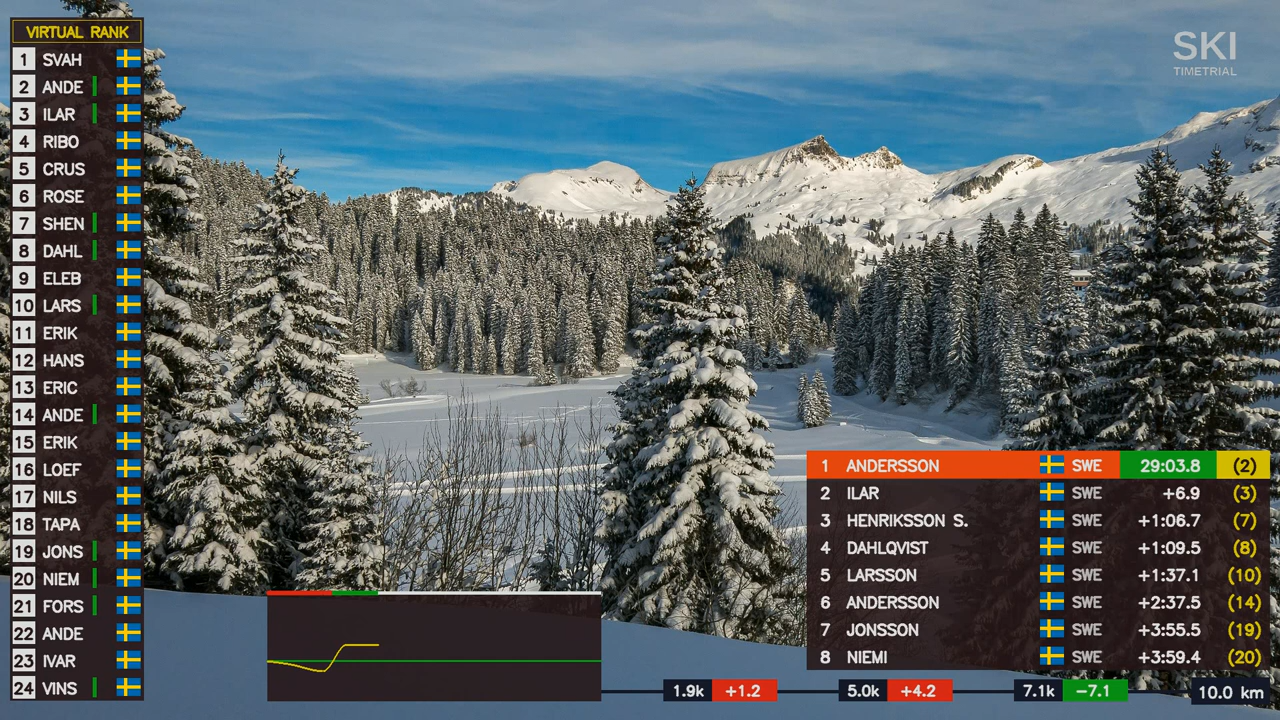 VIRTUAL RANK
1 SVAH
2 ANDE
3 ILAR
4 RIBO
5 CRUS
6 ROSE
7 SHEN
8 DAHL
9 ELEB
10 LARS
11 ERIK
12 HANS
13 ERIC
14 ANDE
15 ERIK
16 LOEF
17 NILS
18 TAPA
19 JONS
20 NIEM
21 FORS
22 ANDE
23 IVAR
24 VINS
SKI
TIMETRIAL
1 ANDERSSON SWE 29:03.8 (2)
2 ILAR SWE +6.9 (3)
3 HENRIKSSON S. SWE +1:06.7 (7)
4 DAHLQVIST SWE +1:09.5 (8)
5 LARSSON SWE +1:37.1 (10)
6 ANDERSSON SWE +2:37.5 (14)
7 JONSSON SWE +3:55.5 (19)
8 NIEMI SWE +3:59.4 (20)
1.9k +1.2 5.0k +4.2 7.1k -7.1 10.0 km